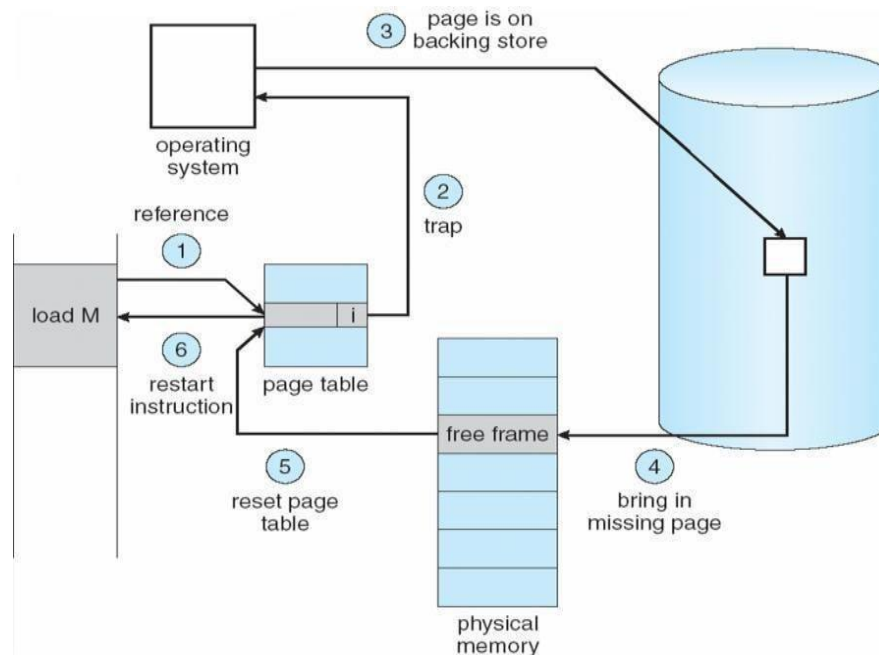 3
page is on
backing store
operating
system
2
trap
reference
1
load M
i
6
restart
instruction
page table
free frame
5
reset page
table
4
bring in
missing page
physical
memory